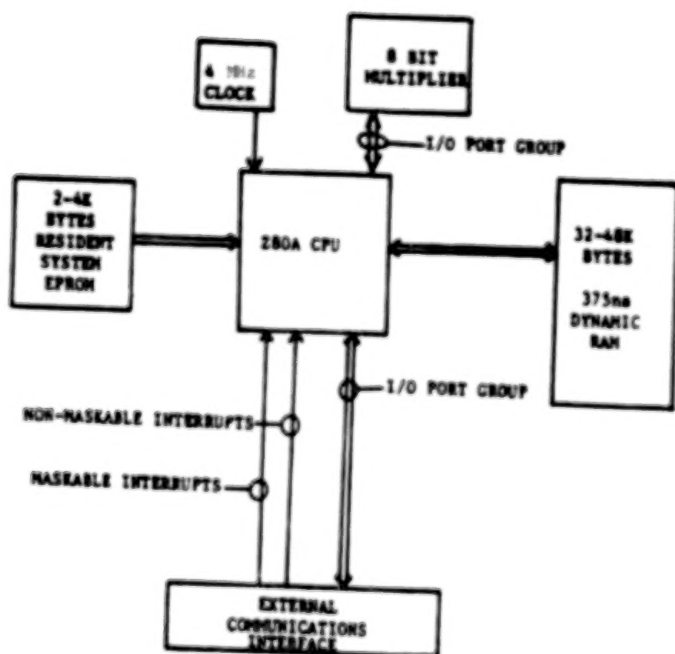 4 MHz
CLOCK
8 BIT
MULTIPLIER
I/O PORT GROUP
2-4K
BYTES
RESIDENT
SYSTEM
EPROM
Z80A CPU
32-48K
BYTES
375ns
DYNAMIC
RAM
I/O PORT GROUP
NON-MASKABLE INTERRUPTS
MASKABLE INTERRUPTS
EXTERNAL
COMMUNICATIONS
INTERFACE